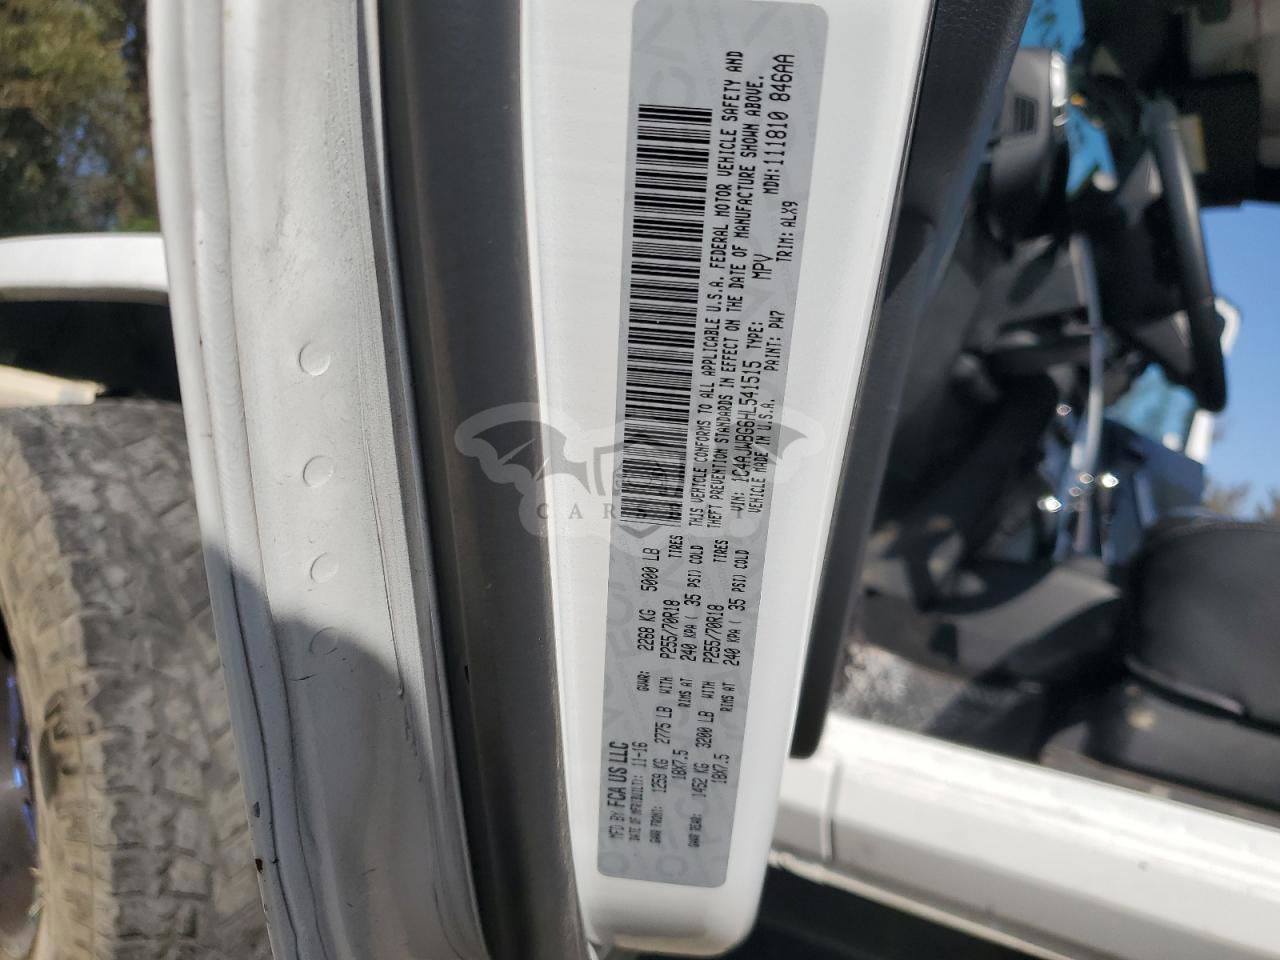 MFD BY FCA US LLC
DATE OF MFR(BUILT): 11-16 GVWR: 2268 KG 5000 LB
GAWR FRONT: 1259 KG 2775 LB WITH P255/70R18 TIRES
18X7.5 RIMS AT 240 KPA ( 35 PSI) COLD
GAWR REAR: 1452 KG 3200 LB WITH P255/70R18 TIRES
18X7.5 RIMS AT 240 KPA ( 35 PSI) COLD
THIS VEHICLE CONFORMS TO ALL APPLICABLE U.S.A. FEDERAL MOTOR VEHICLE SAFETY AND
THEFT PREVENTION STANDARDS IN EFFECT ON THE DATE OF MANUFACTURE SHOWN ABOVE.
VIN: 1C4AJWBG6HL541515 TYPE: MPV MDH:111810 846AA
VEHICLE MADE IN U.S.A. PAINT: PW7 TRIM: ALX9